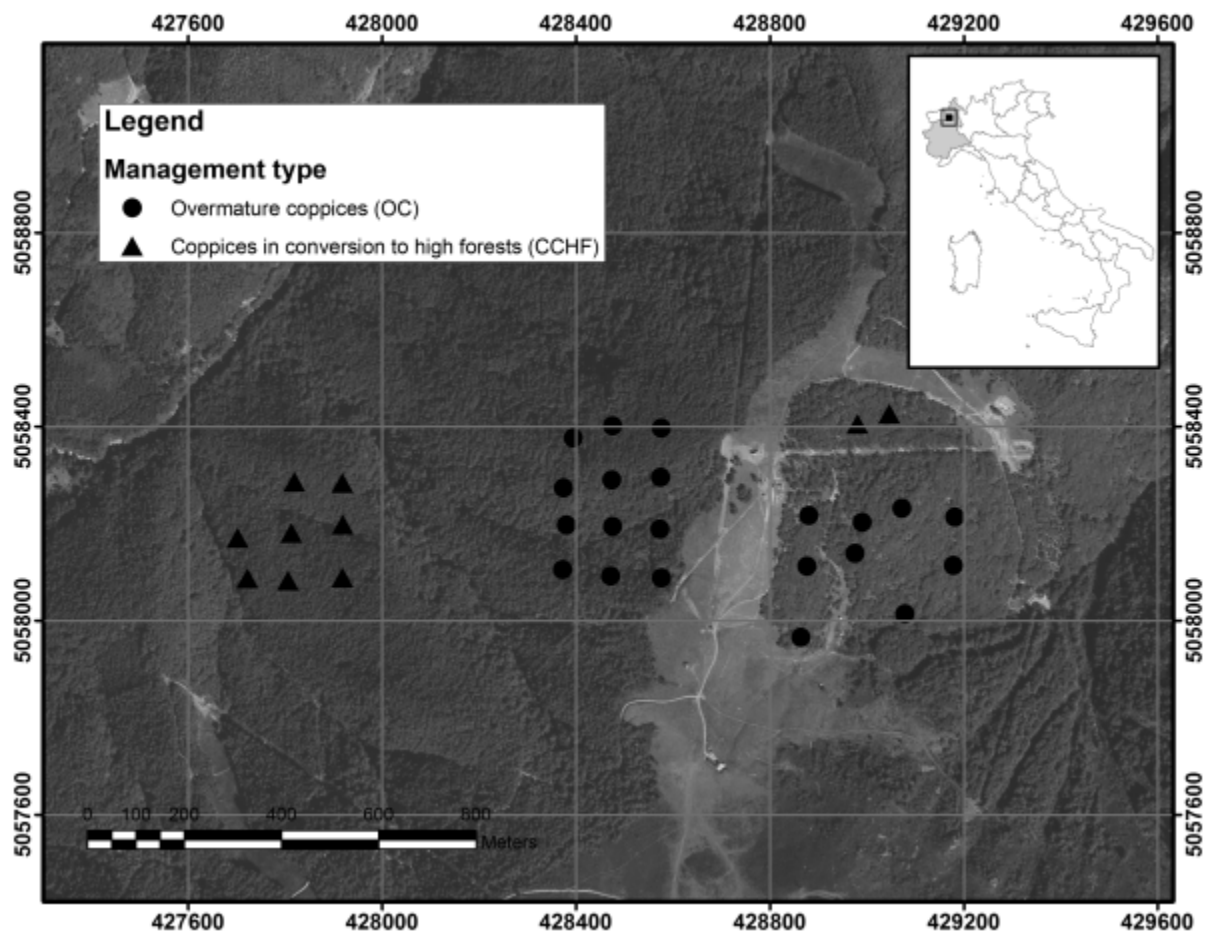 427600 428000 428400 428800 429200 429600
Legend
Management type
Overmature coppices (OC)
Coppices in conversion to high forests (CCHF)
5058800 5058800
5058400 5058400
5058000 5058000
5057600 5057600
0 100 200 400 600 800
Meters
427600 428000 428400 428800 429200 429600